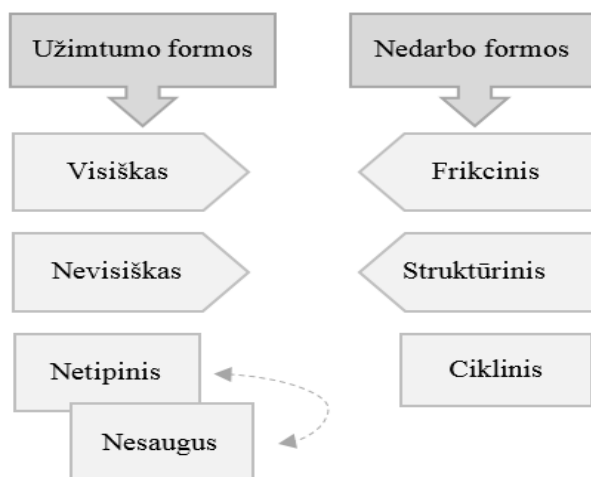 Užimtumo formos
Nedarbo formos
Visiškas
Frikcinis
Nevisiškas
Struktūrinis
Netipinis
Ciklinis
Nesaugus